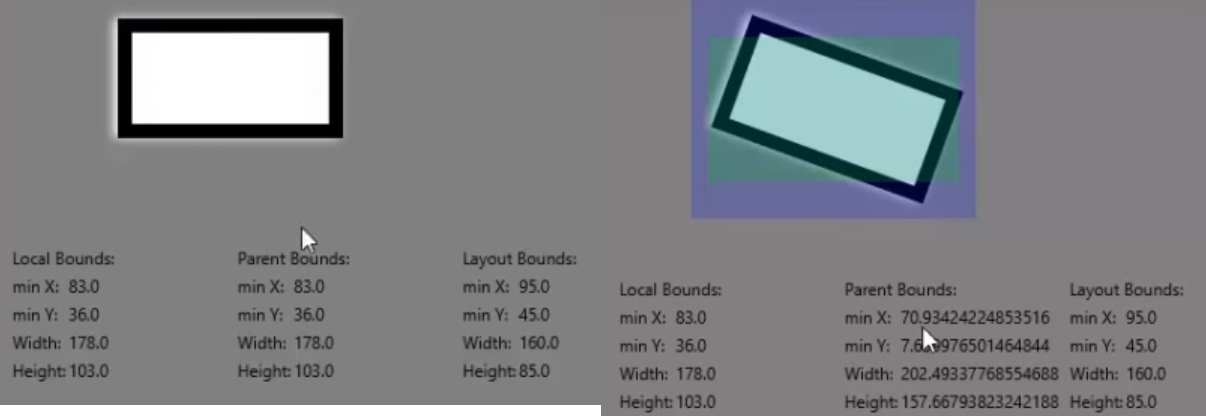 Local Bounds: Parent Bounds: Layout Bounds:
min X: 83.0 min X: 83.0 min X: 95.0
min Y: 36.0 min Y: 36.0 min Y: 45.0
Width: 178.0 Width: 178.0 Width: 160.0
Height: 103.0 Height: 103.0 Height: 85.0
Local Bounds: Parent Bounds: Layout Bounds:
min X: 83.0 min X: 70.93424224853516 min X: 95.0
min Y: 36.0 min Y: min Y: 45.0
Width: 178.0 Width: 202.49337768554688 Width: 160.0
Height: 103.0 Height: 157.66793823242188 Height: 85.0